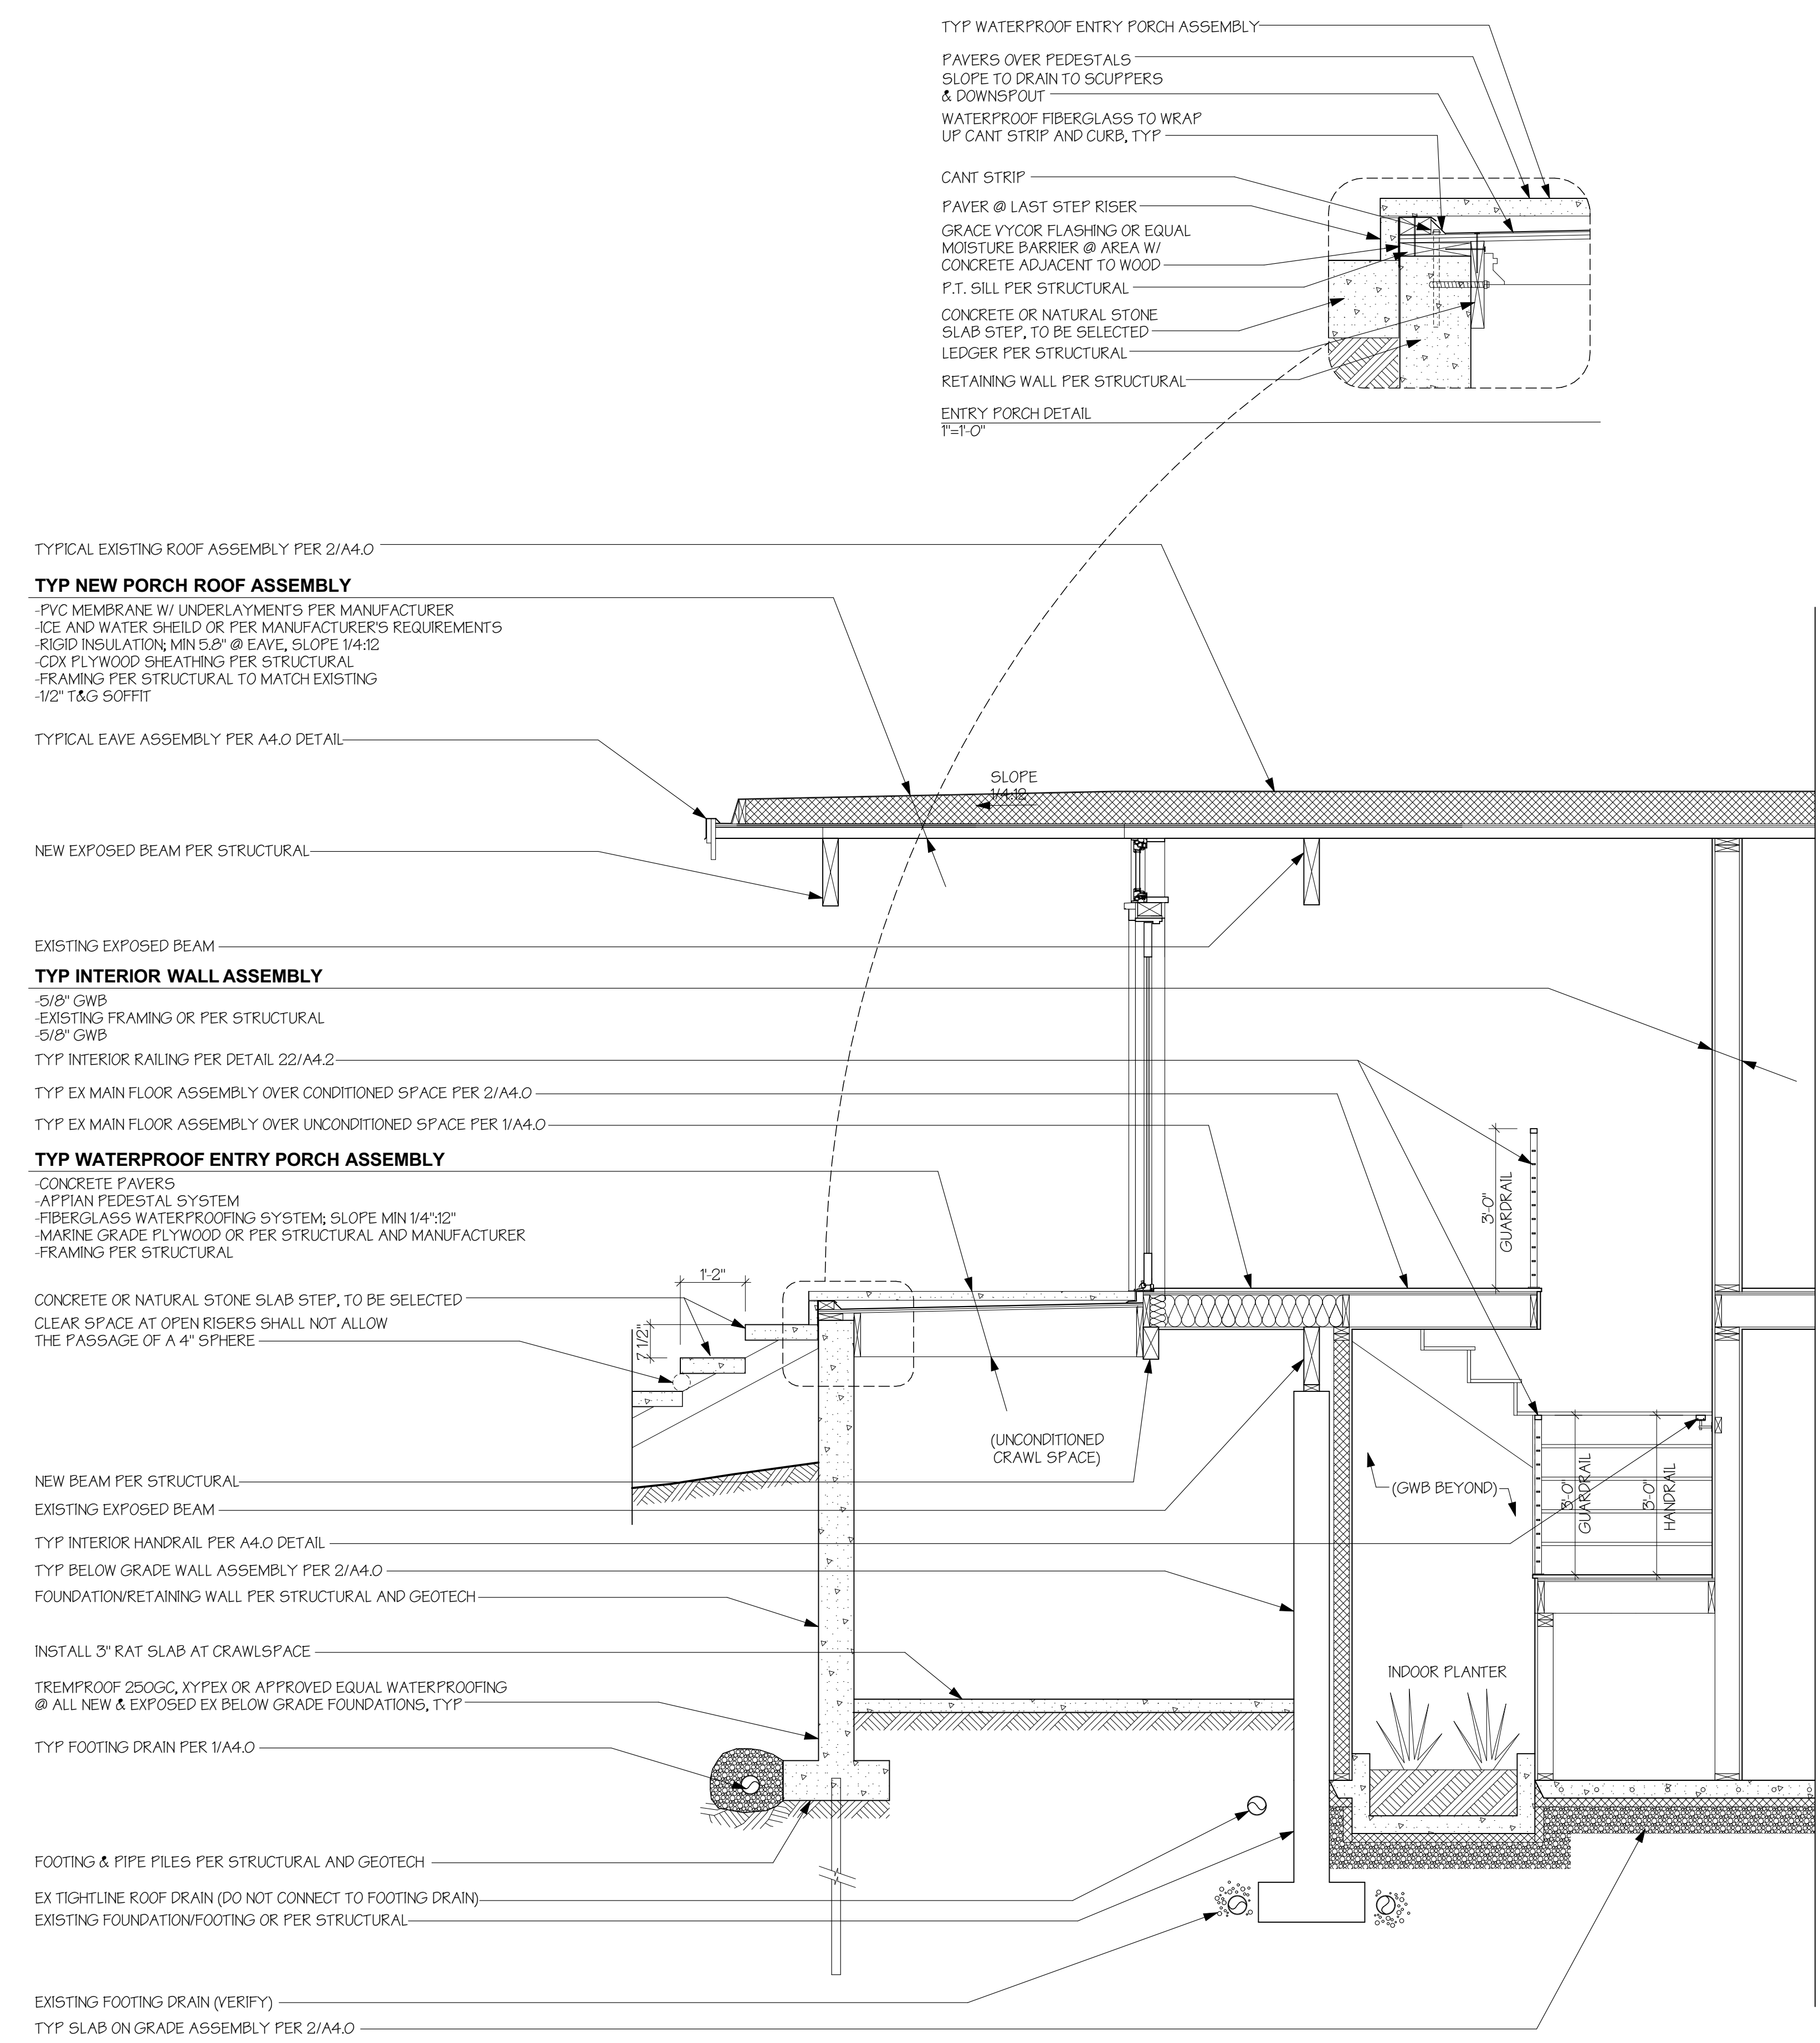 TYP WATERPROOF ENTRY PORCH ASSEMBLY
PAVERS OVER PEDESTALS
SLOPE TO DRAIN TO SCUPPERS
& DOWNSPOUT
WATERPROOF FIBERGLASS TO WRAP
UP CANT STRIP AND CURB, TYP
CANT STRIP
PAVER @ LAST STEP RISER
GRACE VYCOR FLASHING OR EQUAL
MOISTURE BARRIER @ AREA W/
CONCRETE ADJACENT TO WOOD
P.T. SILL PER STRUCTURAL
CONCRETE OR NATURAL STONE
SLAB STEP, TO BE SELECTED
LEDGER PER STRUCTURAL
RETAINING WALL PER STRUCTURAL
ENTRY PORCH DETAIL
1"=1'-0"
TYPICAL EXISTING ROOF ASSEMBLY PER 2/A4.0
TYP NEW PORCH ROOF ASSEMBLY
-PVC MEMBRANE W/ UNDERLAYMENTS PER MANUFACTURER
-ICE AND WATER SHEILD OR PER MANUFACTURER'S REQUIREMENTS
-RIGID INSULATION; MIN 5.8" @ EAVE, SLOPE 1/4:12
-CDX PLYWOOD SHEATHING PER STRUCTURAL
-FRAMING PER STRUCTURAL TO MATCH EXISTING
-1/2" T&G SOFFIT
TYPICAL EAVE ASSEMBLY PER A4.0 DETAIL
SLOPE
1/4:12
NEW EXPOSED BEAM PER STRUCTURAL
EXISTING EXPOSED BEAM
TYP INTERIOR WALL ASSEMBLY
-5/8" GWB
-EXISTING FRAMING OR PER STRUCTURAL
-5/8" GWB
TYP INTERIOR RAILING PER DETAIL 22/A4.2
TYP EX MAIN FLOOR ASSEMBLY OVER CONDITIONED SPACE PER 2/A4.0
TYP EX MAIN FLOOR ASSEMBLY OVER UNCONDITIONED SPACE PER 1/A4.0
TYP WATERPROOF ENTRY PORCH ASSEMBLY
-CONCRETE PAVERS
-APPIAN PEDESTAL SYSTEM
-FIBERGLASS WATERPROOFING SYSTEM; SLOPE MIN 1/4":12"
-MARINE GRADE PLYWOOD OR PER STRUCTURAL AND MANUFACTURER
-FRAMING PER STRUCTURAL
3'-0"
GUARDRAIL
1'-2"
CONCRETE OR NATURAL STONE SLAB STEP, TO BE SELECTED
CLEAR SPACE AT OPEN RISERS SHALL NOT ALLOW
THE PASSAGE OF A 4" SPHERE
7 1/2"
(UNCONDITIONED
CRAWL SPACE)
NEW BEAM PER STRUCTURAL
EXISTING EXPOSED BEAM
(GWB BEYOND)
3'-0"
GUARDRAIL
3'-0"
HANDRAIL
TYP INTERIOR HANDRAIL PER A4.0 DETAIL
TYP BELOW GRADE WALL ASSEMBLY PER 2/A4.0
FOUNDATION/RETAINING WALL PER STRUCTURAL AND GEOTECH
INSTALL 3" RAT SLAB AT CRAWLSPACE
INDOOR PLANTER
TREMPROOF 250GC, XYPEX OR APPROVED EQUAL WATERPROOFING
@ ALL NEW & EXPOSED EX BELOW GRADE FOUNDATIONS, TYP
TYP FOOTING DRAIN PER 1/A4.0
FOOTING & PIPE PILES PER STRUCTURAL AND GEOTECH
EX TIGHTLINE ROOF DRAIN (DO NOT CONNECT TO FOOTING DRAIN)
EXISTING FOUNDATION/FOOTING OR PER STRUCTURAL
EXISTING FOOTING DRAIN (VERIFY)
TYP SLAB ON GRADE ASSEMBLY PER 2/A4.0